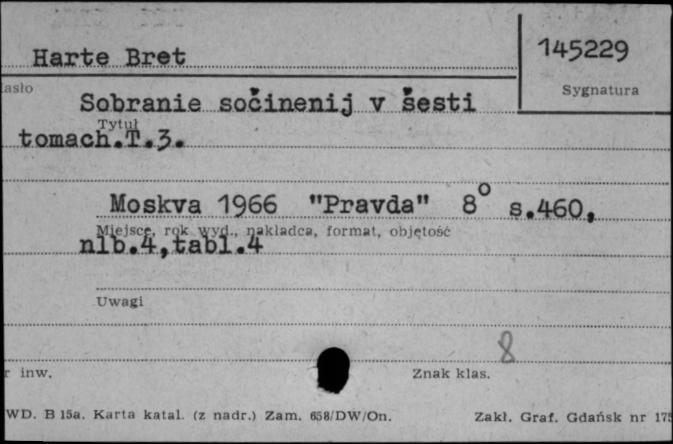 Harte Bret
145229
asło
Sygnatura
Sobranie sočinenij v šesti
Tytuł
tomach.T.3.
Moskva 1966 "Pravda" 8° s.460,
Miejsce, rok wyd., nakładca, format, objętość
nlb.4,tabl.4
Uwagi
8
r inw.
Znak klas.
WD. B 15a. Karta katal. (z nadr.) Zam. 658/DW/On.
Zakł. Graf. Gdańsk nr 175